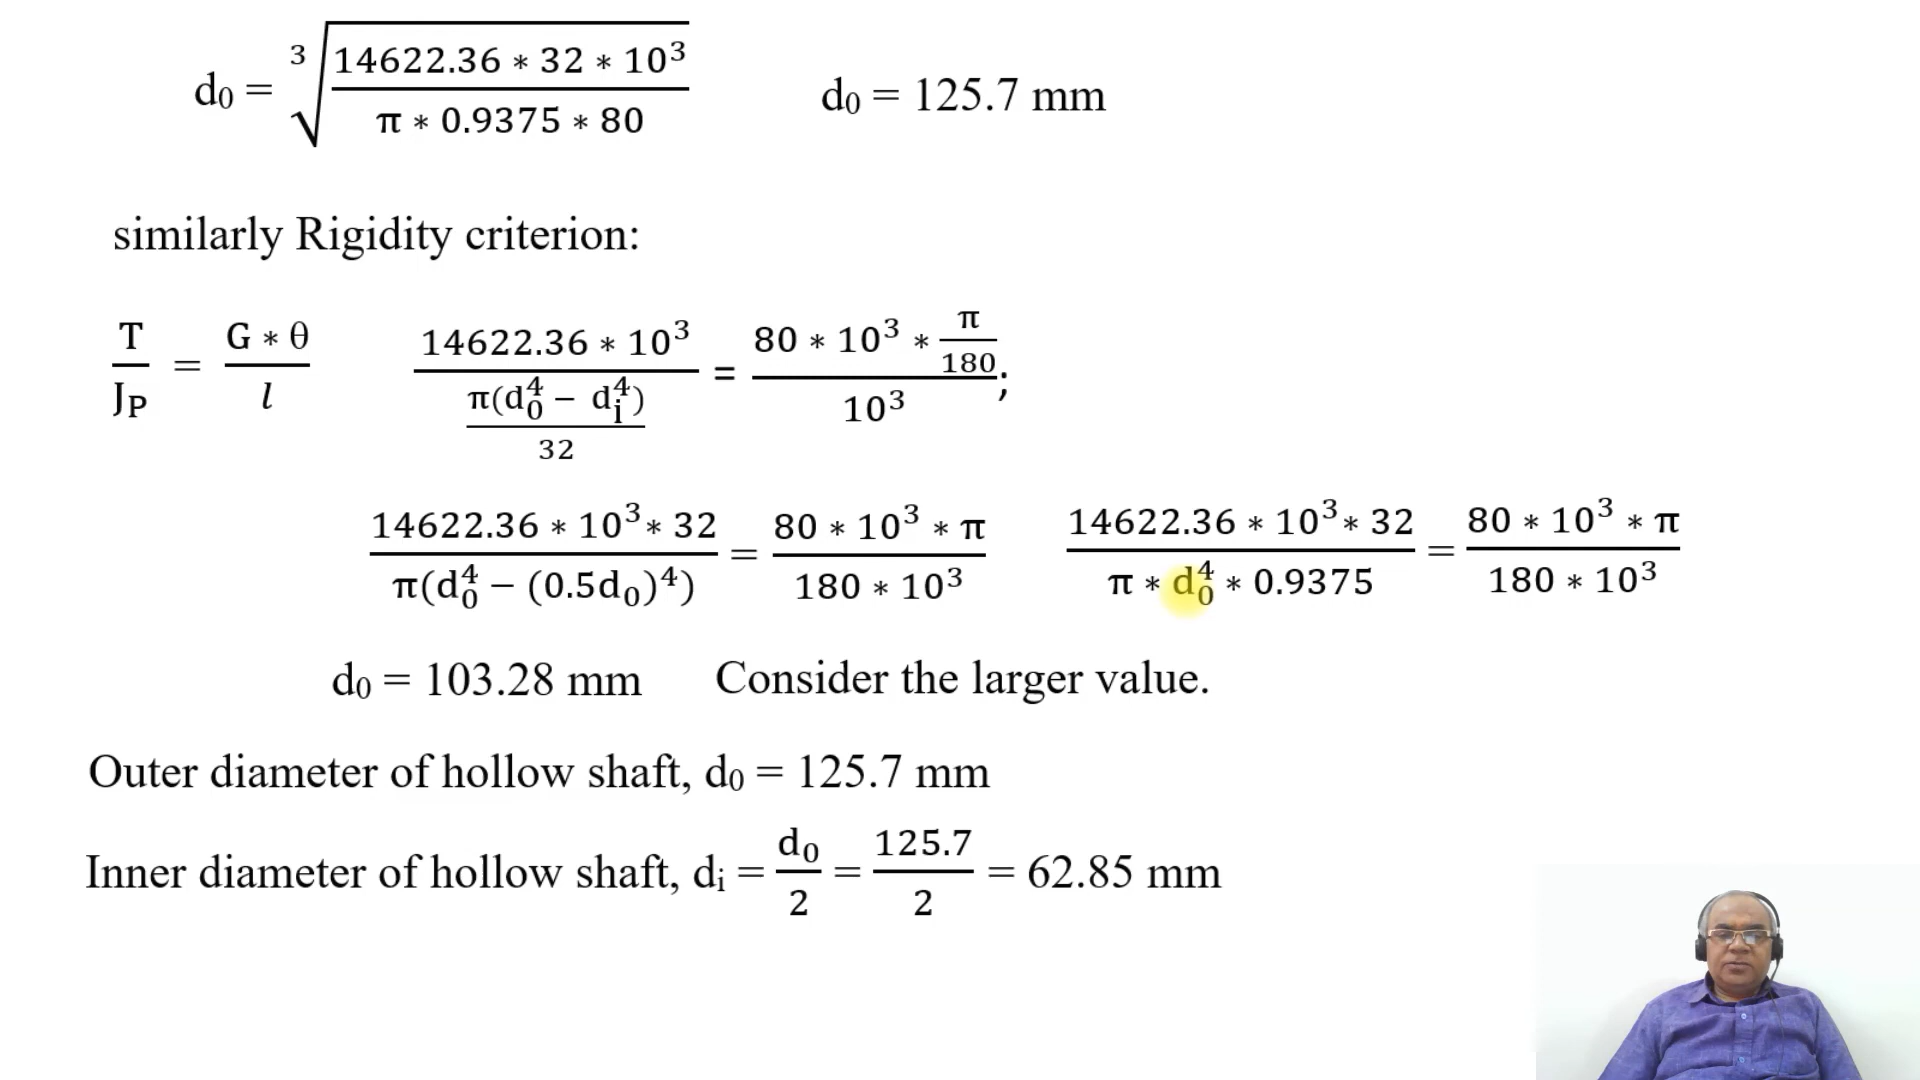 d₀ = ∛((14622.36 * 32 * 10³)/(π * 0.9375 * 80))    d₀ = 125.7 mm
similarly Rigidity criterion:
T/J_P = (G * θ)/l    (14622.36 * 10³)/(π(d₀⁴ − dᵢ⁴)/32) = (80 * 10³ * π/180)/10³;
(14622.36 * 10³* 32)/(π(d₀⁴ − (0.5d₀)⁴)) = (80 * 10³ * π)/(180 * 10³)    (14622.36 * 10³* 32)/(π * d₀⁴ * 0.9375) = (80 * 10³ * π)/(180 * 10³)
d₀ = 103.28 mm    Consider the larger value.
Outer diameter of hollow shaft, d₀ = 125.7 mm
Inner diameter of hollow shaft, dᵢ = d₀/2 = 125.7/2 = 62.85 mm